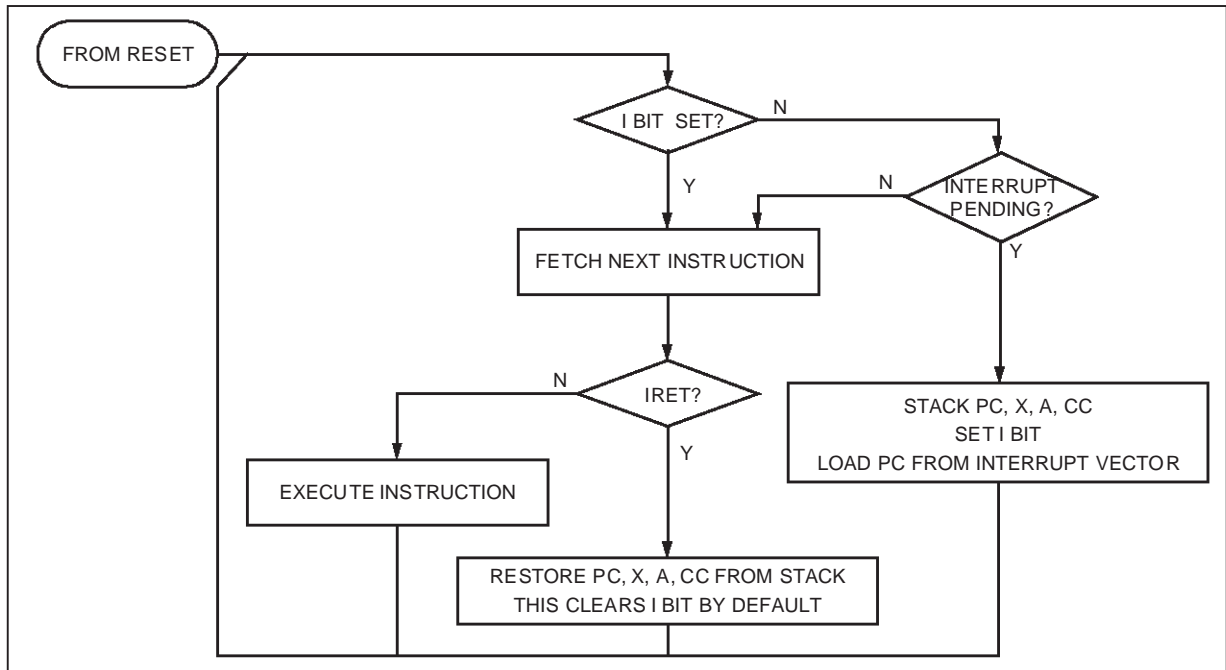 FROM RESET
I BIT SET?
N
Y
N
INTERRUPT
PENDING?
Y
FETCH NEXT INSTRUCTION
N
IRET?
Y
STACK PC, X, A, CC
SET I BIT
LOAD PC FROM INTERRUPT VECTOR
EXECUTE INSTRUCTION
RESTORE PC, X, A, CC FROM STACK
THIS CLEARS I BIT BY DEFAULT